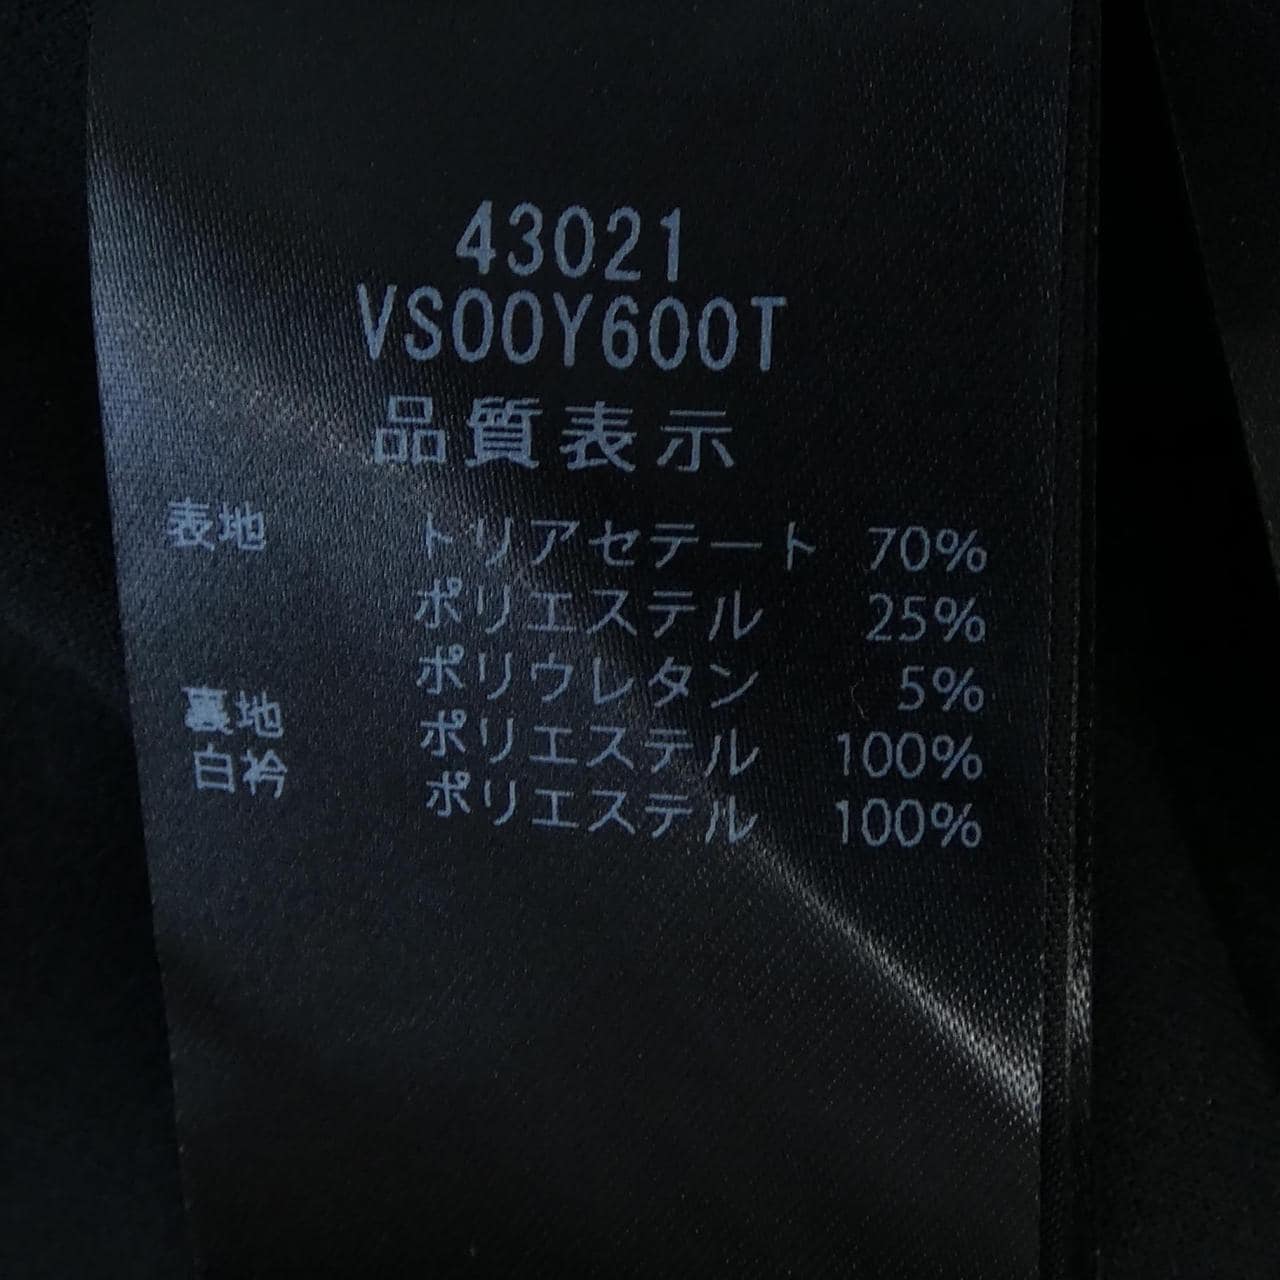 43021
VS00Y600T
品質表示
表地 トリアセテート 70%
ポリエステル 25%
ポリウレタン 5%
裏地 ポリエステル 100%
白衿 ポリエステル 100%